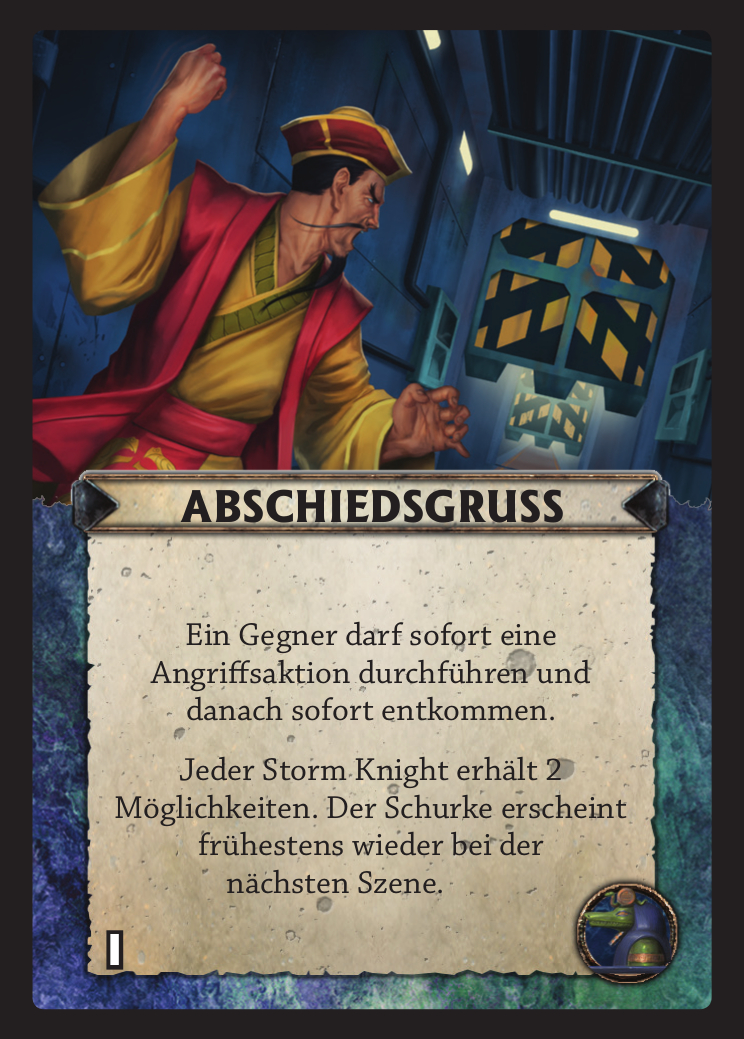 ABSCHIEDSGRUSS
Ein Gegner darf sofort eine
Angriffsaktion durchführen und
danach sofort entkommen.
Jeder Storm Knight erhält 2
Möglichkeiten. Der Schurke erscheint
frühestens wieder bei der
nächsten Szene.